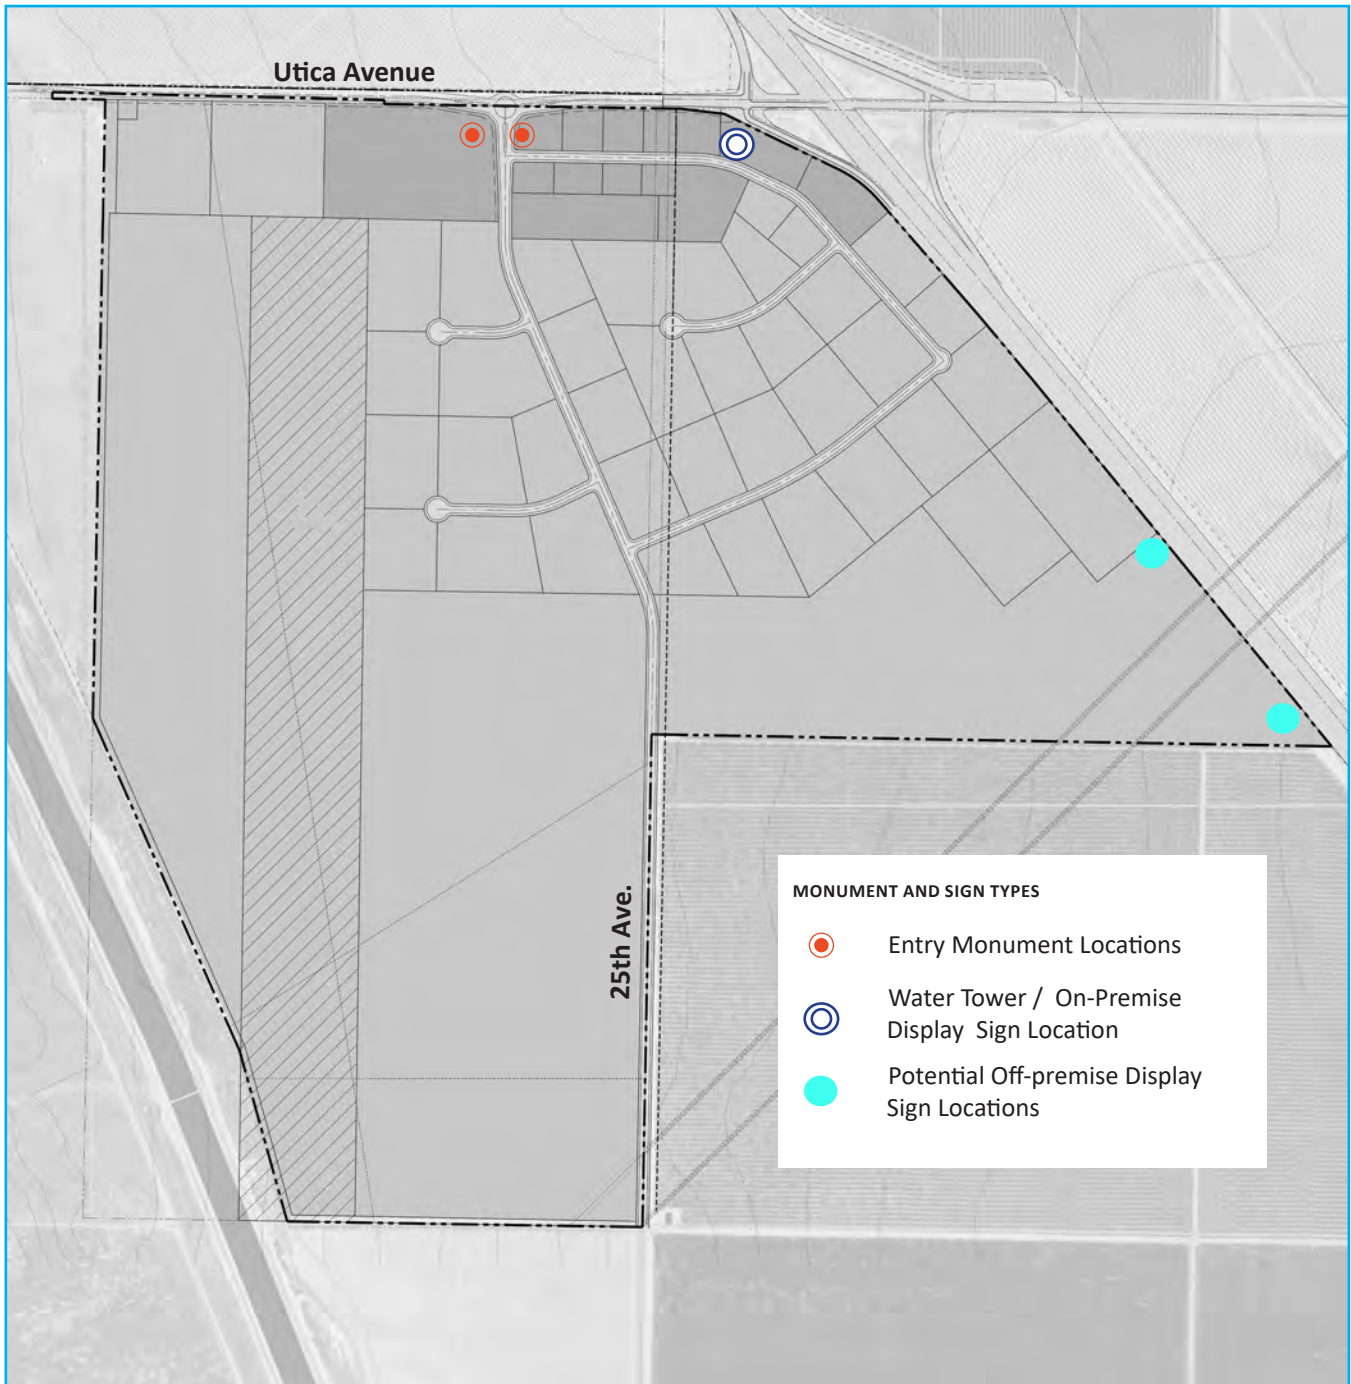 Utica Avenue
25th Ave.
MONUMENT AND SIGN TYPES
Entry Monument Locations
Water Tower / On-Premise
Display Sign Location
Potential Off-premise Display
Sign Locations